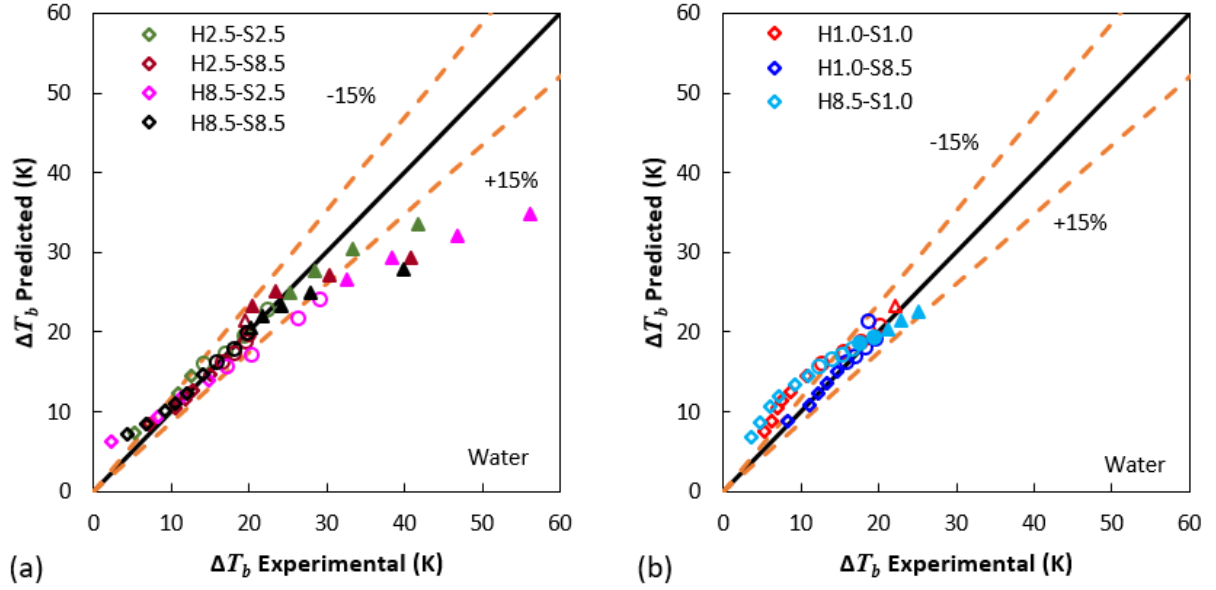 60
50
40
30
20
10
0
ΔT_b Predicted (K)
H2.5-S2.5
H2.5-S8.5
H8.5-S2.5
H8.5-S8.5
-15%
+15%
Water
0 10 20 30 40 50 60
ΔT_b Experimental (K)
(a)
60
50
40
30
20
10
0
ΔT_b Predicted (K)
H1.0-S1.0
H1.0-S8.5
H8.5-S1.0
-15%
+15%
Water
0 10 20 30 40 50 60
ΔT_b Experimental (K)
(b)